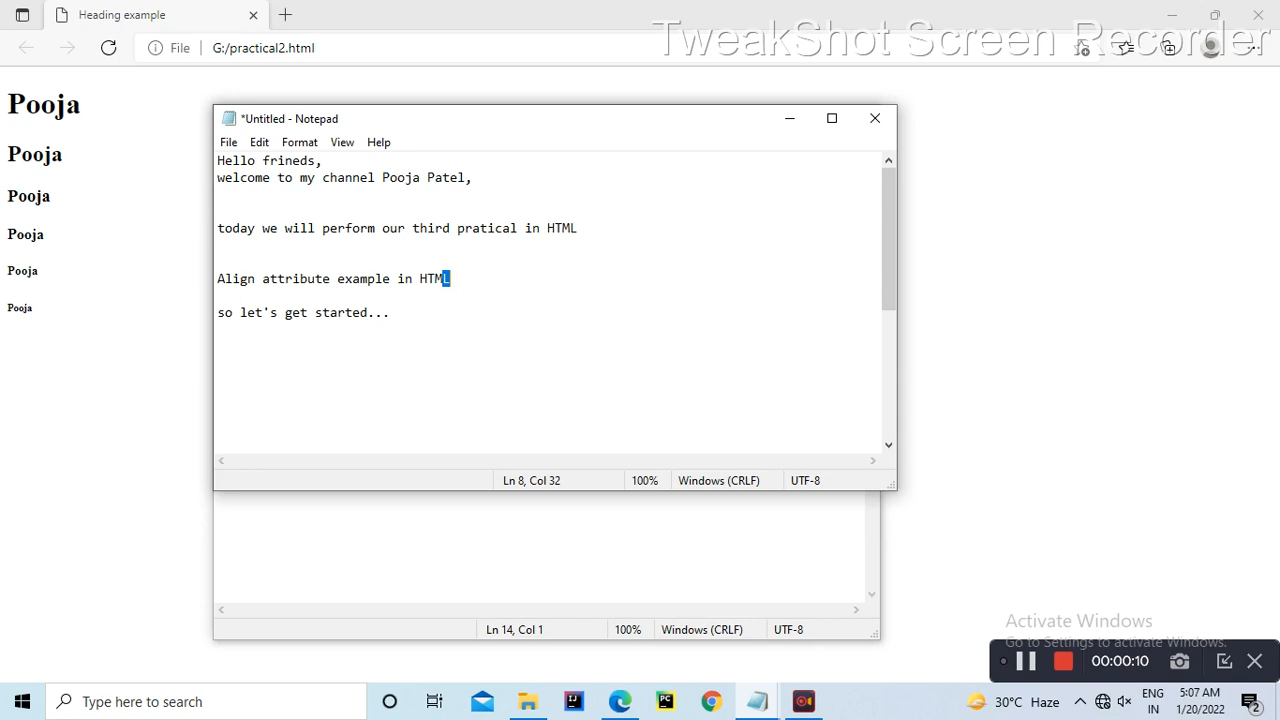 Heading example
TweakShot Screen Recorder
File
G:/practical2.html
Pooja
Pooja
Pooja
Pooja
Pooja
Pooja
*Untitled - Notepad
File Edit Format View Help
Hello frineds,
welcome to my channel Pooja Patel,
today we will perform our third pratical in HTML
Align attribute example in HTML
so let's get started...
Ln 8, Col 32 100% Windows (CRLF) UTF-8
Ln 14, Col 1 100% Windows (CRLF) UTF-8
Activate Windows
Go to Settings to activate Windows.
00:00:10
Type here to search
30°C Haze
ENG
IN
5:07 AM
1/20/2022
2